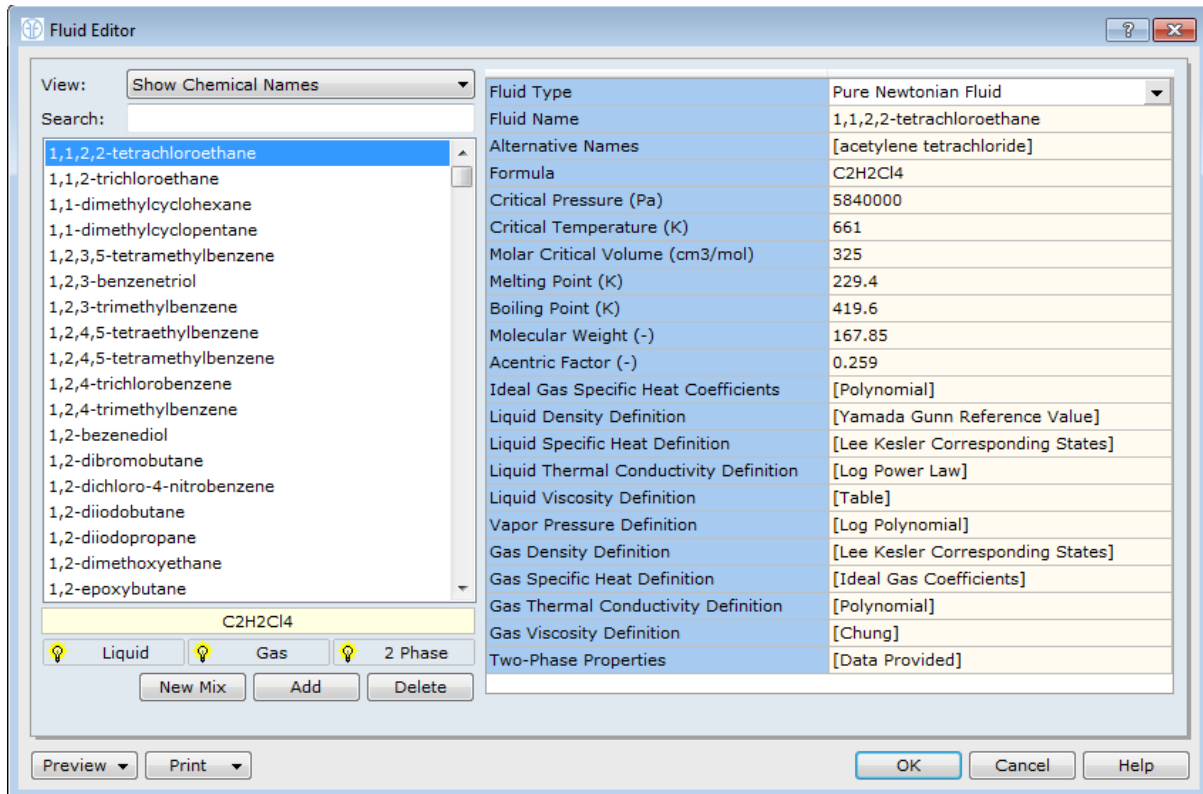 Fluid Editor
View: Show Chemical Names
Search:
1,1,2,2-tetrachloroethane
1,1,2-trichloroethane
1,1-dimethylcyclohexane
1,1-dimethylcyclopentane
1,2,3,5-tetramethylbenzene
1,2,3-benzenetriol
1,2,3-trimethylbenzene
1,2,4,5-tetraethylbenzene
1,2,4,5-tetramethylbenzene
1,2,4-trichlorobenzene
1,2,4-trimethylbenzene
1,2-bezenediol
1,2-dibromobutane
1,2-dichloro-4-nitrobenzene
1,2-diiodobutane
1,2-diiodopropane
1,2-dimethoxyethane
1,2-epoxybutane
C2H2Cl4
Liquid Gas 2 Phase
New Mix Add Delete
Fluid Type Pure Newtonian Fluid
Fluid Name 1,1,2,2-tetrachloroethane
Alternative Names [acetylene tetrachloride]
Formula C2H2Cl4
Critical Pressure (Pa) 5840000
Critical Temperature (K) 661
Molar Critical Volume (cm3/mol) 325
Melting Point (K) 229.4
Boiling Point (K) 419.6
Molecular Weight (-) 167.85
Acentric Factor (-) 0.259
Ideal Gas Specific Heat Coefficients [Polynomial]
Liquid Density Definition [Yamada Gunn Reference Value]
Liquid Specific Heat Definition [Lee Kesler Corresponding States]
Liquid Thermal Conductivity Definition [Log Power Law]
Liquid Viscosity Definition [Table]
Vapor Pressure Definition [Log Polynomial]
Gas Density Definition [Lee Kesler Corresponding States]
Gas Specific Heat Definition [Ideal Gas Coefficients]
Gas Thermal Conductivity Definition [Polynomial]
Gas Viscosity Definition [Chung]
Two-Phase Properties [Data Provided]
Preview Print OK Cancel Help